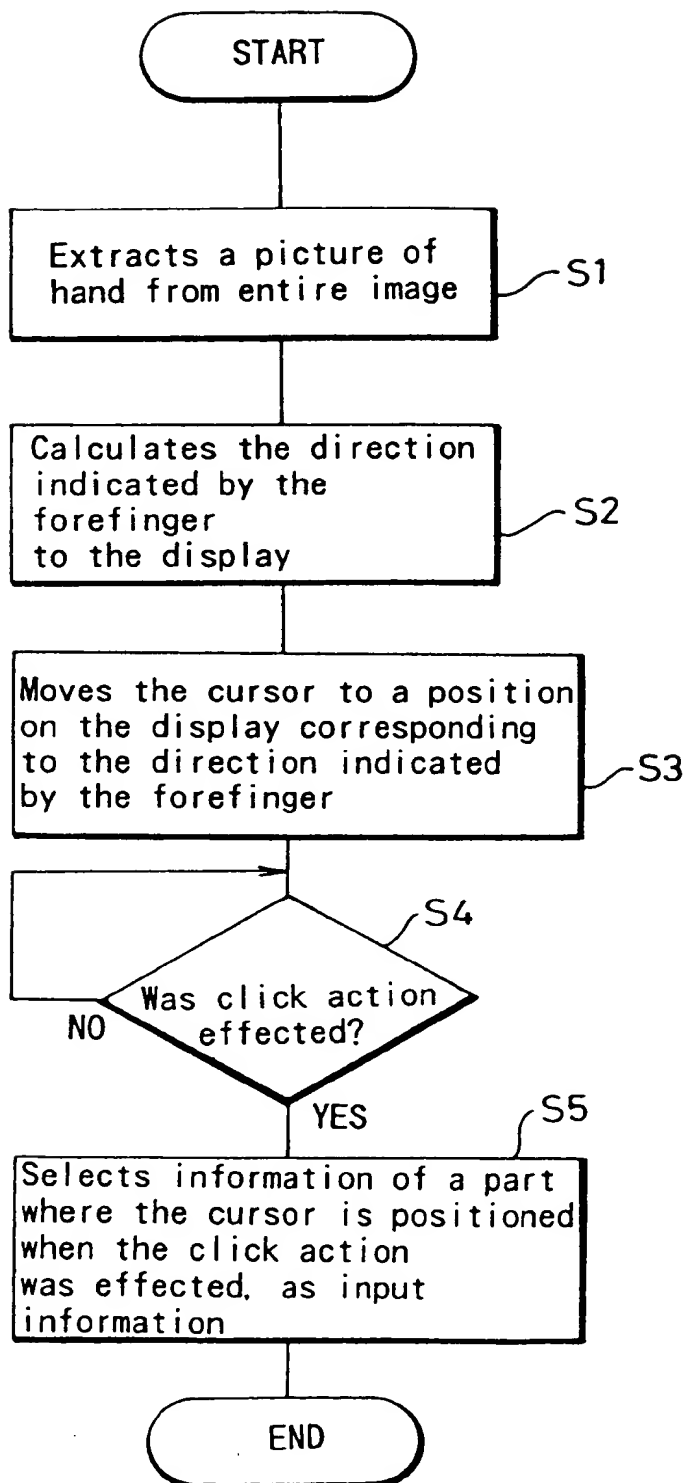 START
Extracts a picture of
hand from entire image
S1
Calculates the direction
indicated by the
forefinger
to the display
S2
Moves the cursor to a position
on the display corresponding
to the direction indicated
by the forefinger
S3
S4
Was click action
effected?
NO
YES
S5
Selects information of a part
where the cursor is positioned
when the click action
was effected, as input
information
END